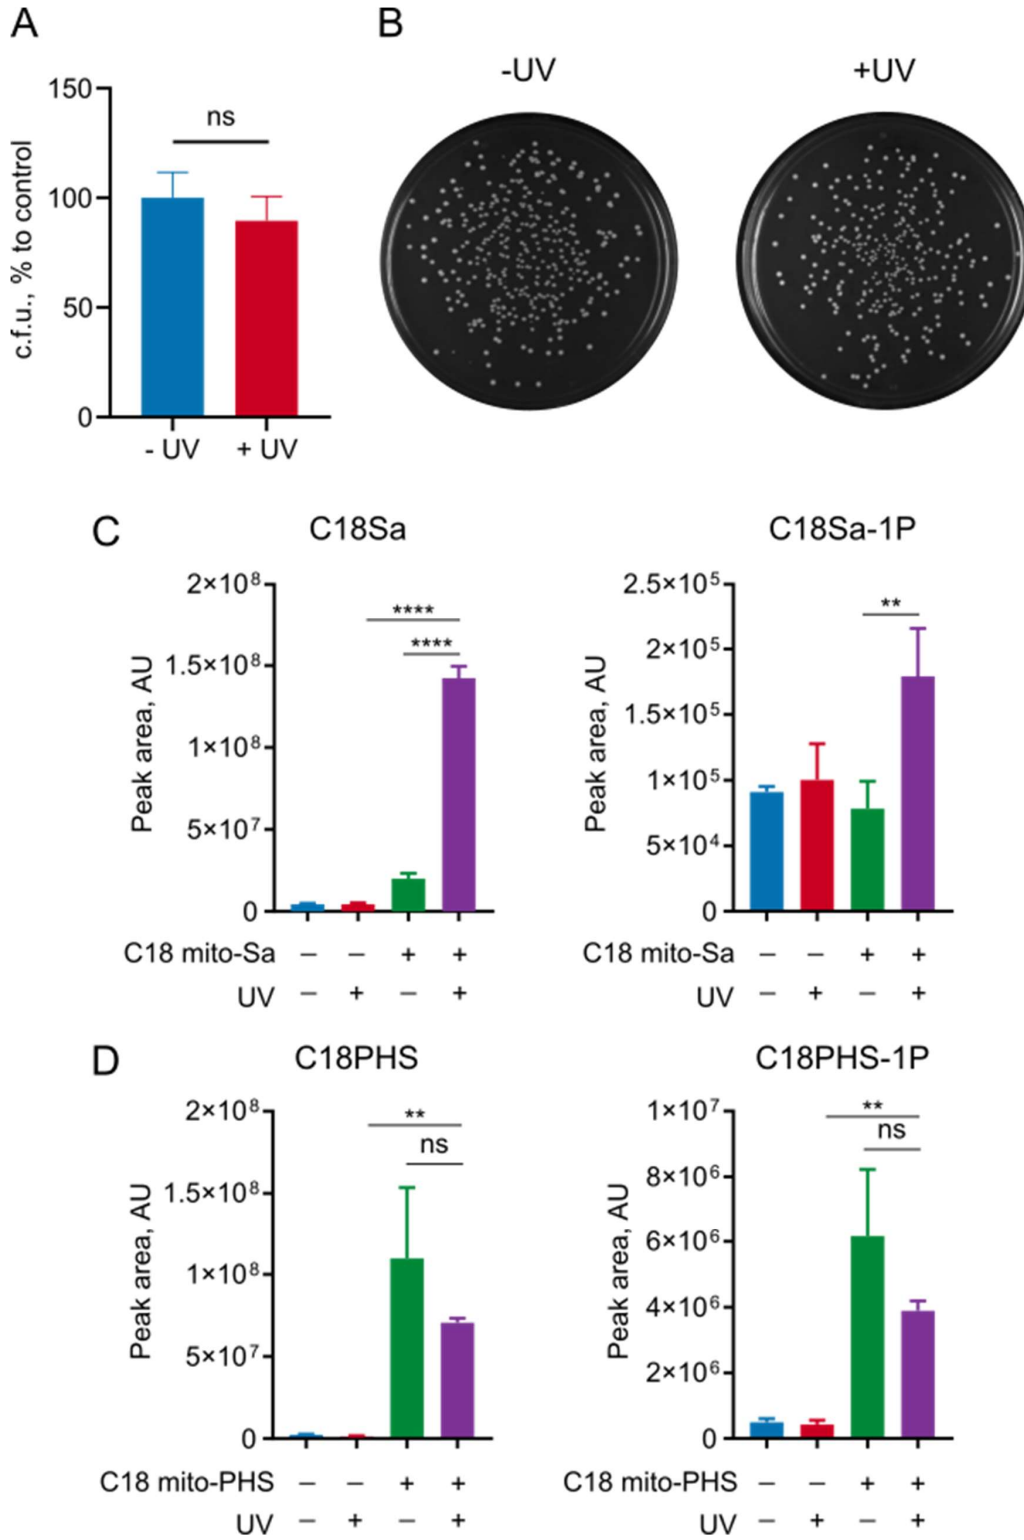 A
B
150
100
50
0
c.f.u., % to control
ns
- UV
+ UV
-UV
+UV
C
C18Sa
2×10⁸
1.5×10⁸
1×10⁸
5×10⁷
0
Peak area, AU
****
****
C18 mito-Sa – – + +
UV – + – +
C18Sa-1P
2.5×10⁵
2×10⁵
1.5×10⁵
1×10⁵
5×10⁴
0
Peak area, AU
**
C18 mito-Sa – – + +
UV – + – +
D
C18PHS
2×10⁸
1.5×10⁸
1×10⁸
5×10⁷
0
Peak area, AU
**
ns
C18 mito-PHS – – + +
UV – + – +
C18PHS-1P
1×10⁷
8×10⁶
6×10⁶
4×10⁶
2×10⁶
0
Peak area, AU
**
ns
C18 mito-PHS – – + +
UV – + – +